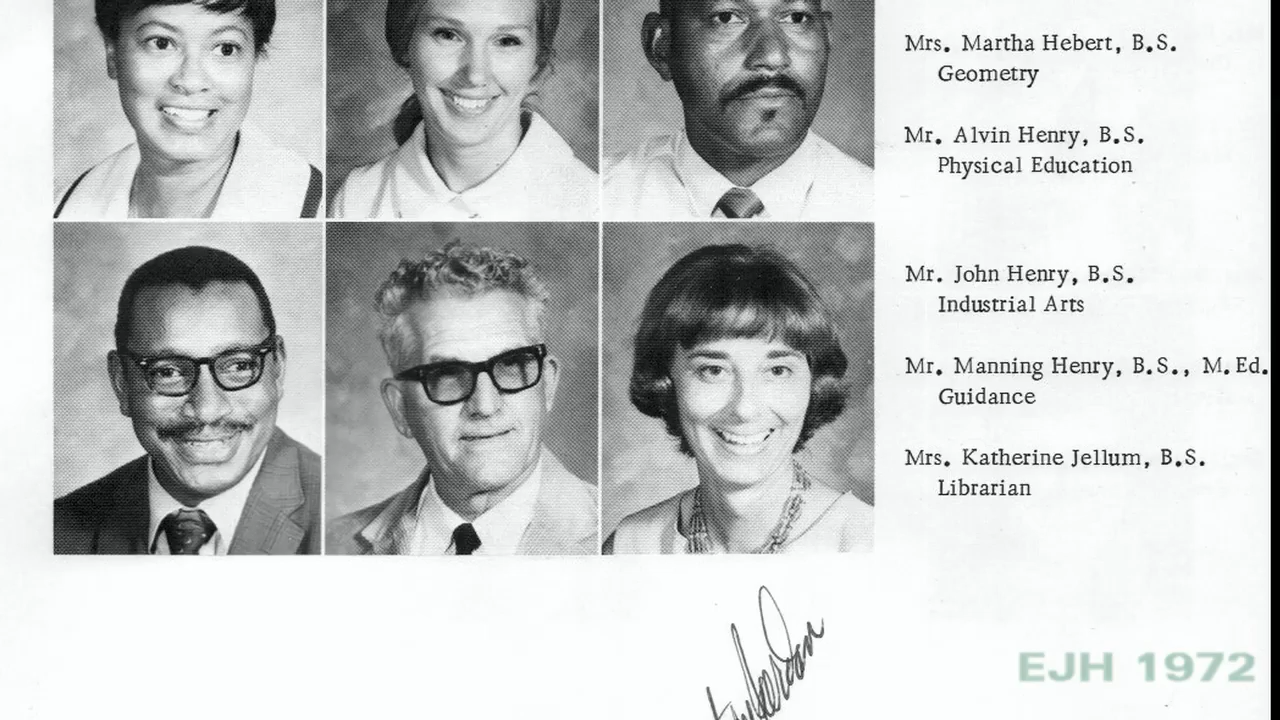 Mrs. Martha Hebert, B.S.
Geometry
Mr. Alvin Henry, B.S.
Physical Education
Mr. John Henry, B.S.
Industrial Arts
Mr. Manning Henry, B.S., M.Ed.
Guidance
Mrs. Katherine Jellum, B.S.
Librarian
EJH 1972